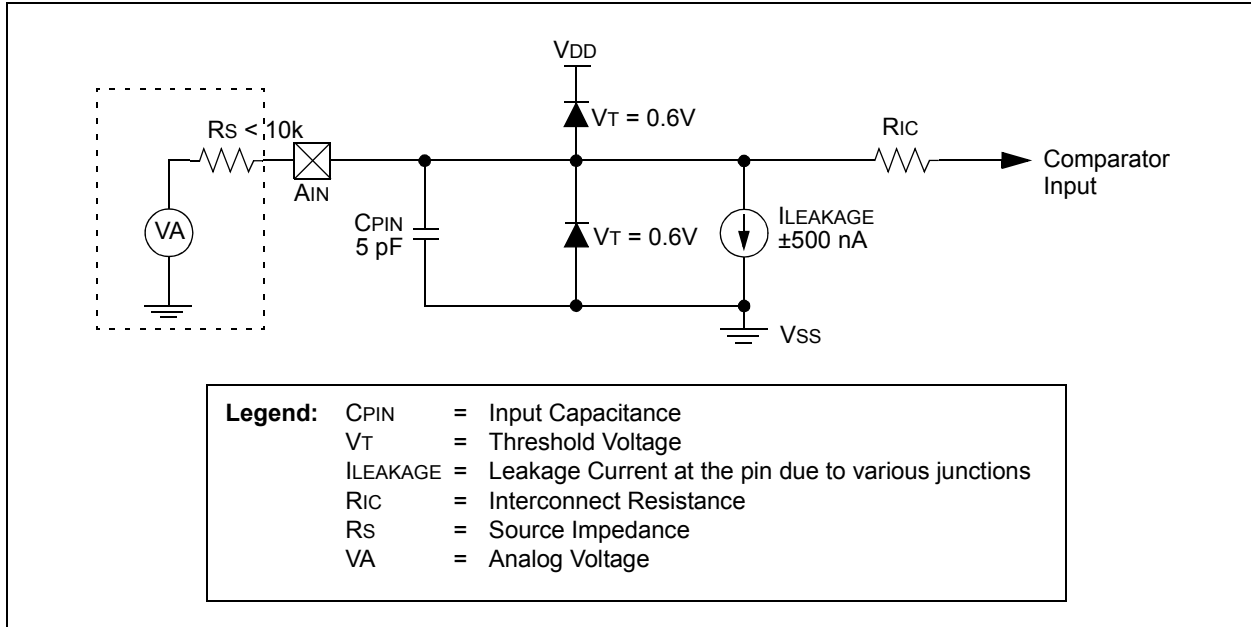 VDD
VT = 0.6V
RS < 10k
RIC
AIN
Comparator
Input
VA
CPIN
5 pF
VT = 0.6V
ILEAKAGE
±500 nA
VSS
Legend: CPIN = Input Capacitance
VT = Threshold Voltage
ILEAKAGE = Leakage Current at the pin due to various junctions
RIC = Interconnect Resistance
RS = Source Impedance
VA = Analog Voltage